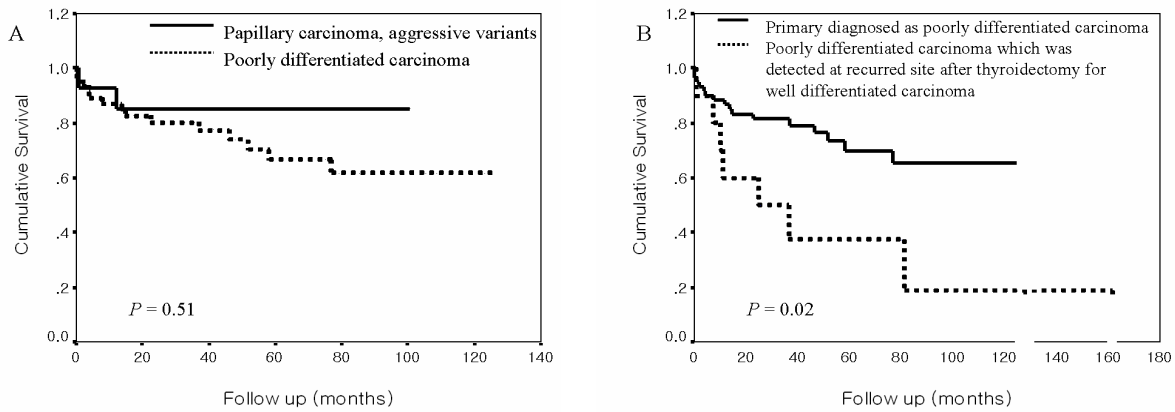 A
Papillary carcinoma, aggressive variants
Poorly differentiated carcinoma
1.2
1.0
.8
.6
.4
.2
0.0
Cumulative Survival
P = 0.51
0 20 40 60 80 100 120 140
Follow up (months)
B
Primary diagnosed as poorly differentiated carcinoma
Poorly differentiated carcinoma which was
detected at recurred site after thyroidectomy for
well differentiated carcinoma
1.2
1.0
.8
.6
.4
.2
0.0
Cumulative Survival
P = 0.02
0 20 40 60 80 100 120 140 160 180
Follow up (months)